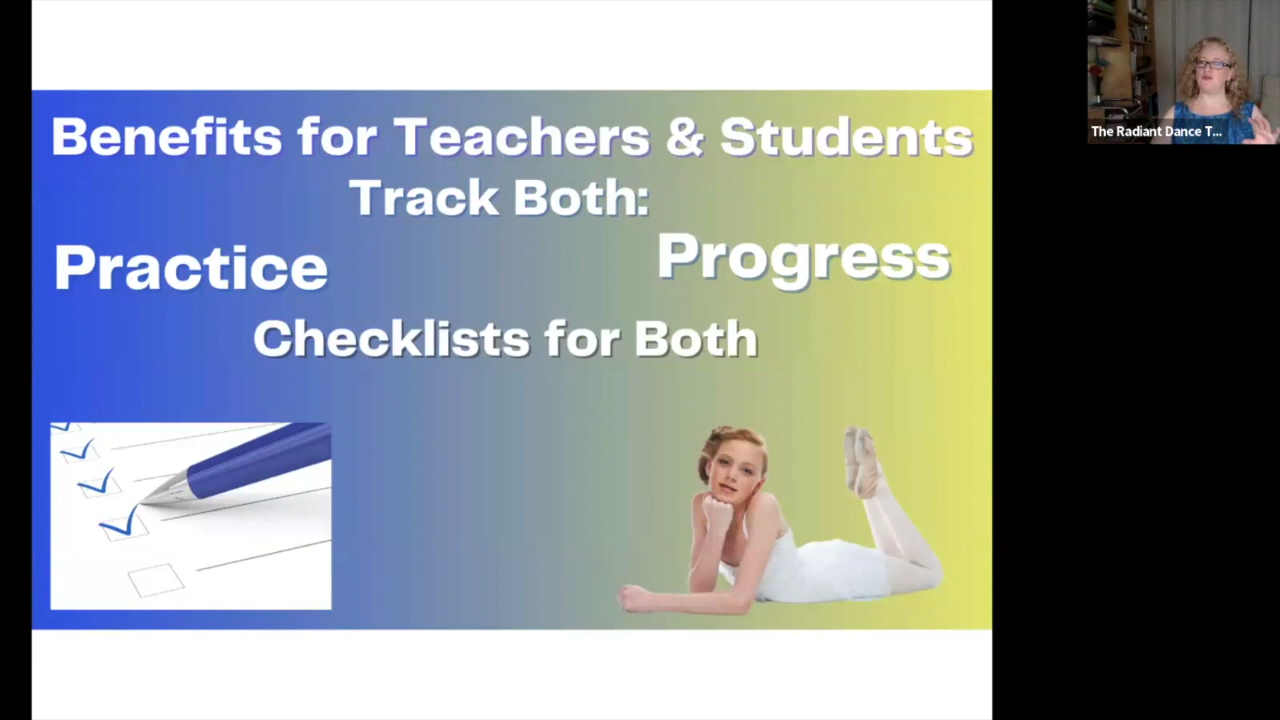 Benefits for Teachers & Students
Track Both:
Practice
Progress
Checklists for Both
The Radiant Dance T...